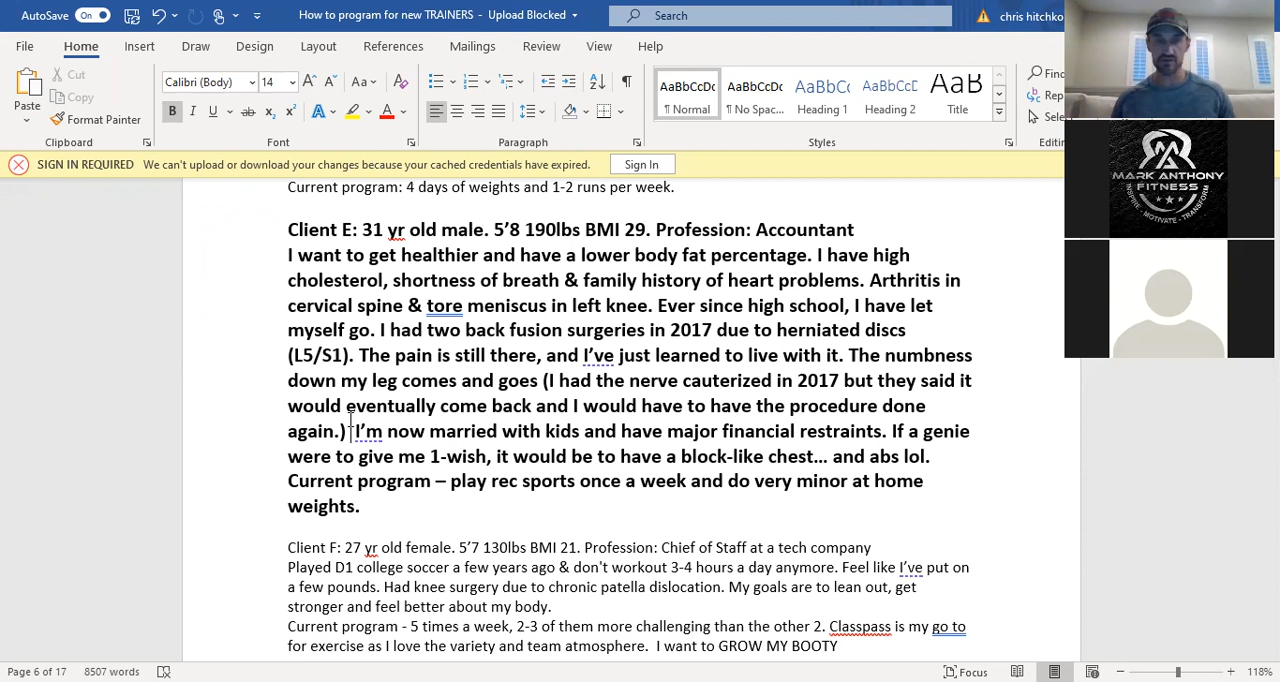 AutoSave On How to program for new TRAINERS - Upload Blocked Search chris hitchko
File Home Insert Draw Design Layout References Mailings Review View Help
Paste Cut Copy Format Painter Clipboard
Calibri (Body) 14 Font
Paragraph
AaBbCcDc AaBbCcDc AaBbCc AaBbCcD AaB
¶ Normal ¶ No Spac... Heading 1 Heading 2 Title
Styles
Find
Rep
Sele
Editin
SIGN IN REQUIRED We can't upload or download your changes because your cached credentials have expired. Sign In
Current program: 4 days of weights and 1-2 runs per week.
Client E: 31 yr old male. 5’8 190lbs BMI 29. Profession: Accountant
I want to get healthier and have a lower body fat percentage. I have high
cholesterol, shortness of breath & family history of heart problems. Arthritis in
cervical spine & tore meniscus in left knee. Ever since high school, I have let
myself go. I had two back fusion surgeries in 2017 due to herniated discs
(L5/S1). The pain is still there, and I’ve just learned to live with it. The numbness
down my leg comes and goes (I had the nerve cauterized in 2017 but they said it
would eventually come back and I would have to have the procedure done
again.) I’m now married with kids and have major financial restraints. If a genie
were to give me 1-wish, it would be to have a block-like chest… and abs lol.
Current program – play rec sports once a week and do very minor at home
weights.
Client F: 27 yr old female. 5’7 130lbs BMI 21. Profession: Chief of Staff at a tech company
Played D1 college soccer a few years ago & don't workout 3-4 hours a day anymore. Feel like I’ve put on
a few pounds. Had knee surgery due to chronic patella dislocation. My goals are to lean out, get
stronger and feel better about my body.
Current program - 5 times a week, 2-3 of them more challenging than the other 2. Classpass is my go to
for exercise as I love the variety and team atmosphere. I want to GROW MY BOOTY
Page 6 of 17 8507 words Focus 118%
MARK ANTHONY
FITNESS
INSPIRE - MOTIVATE - TRANSFORM